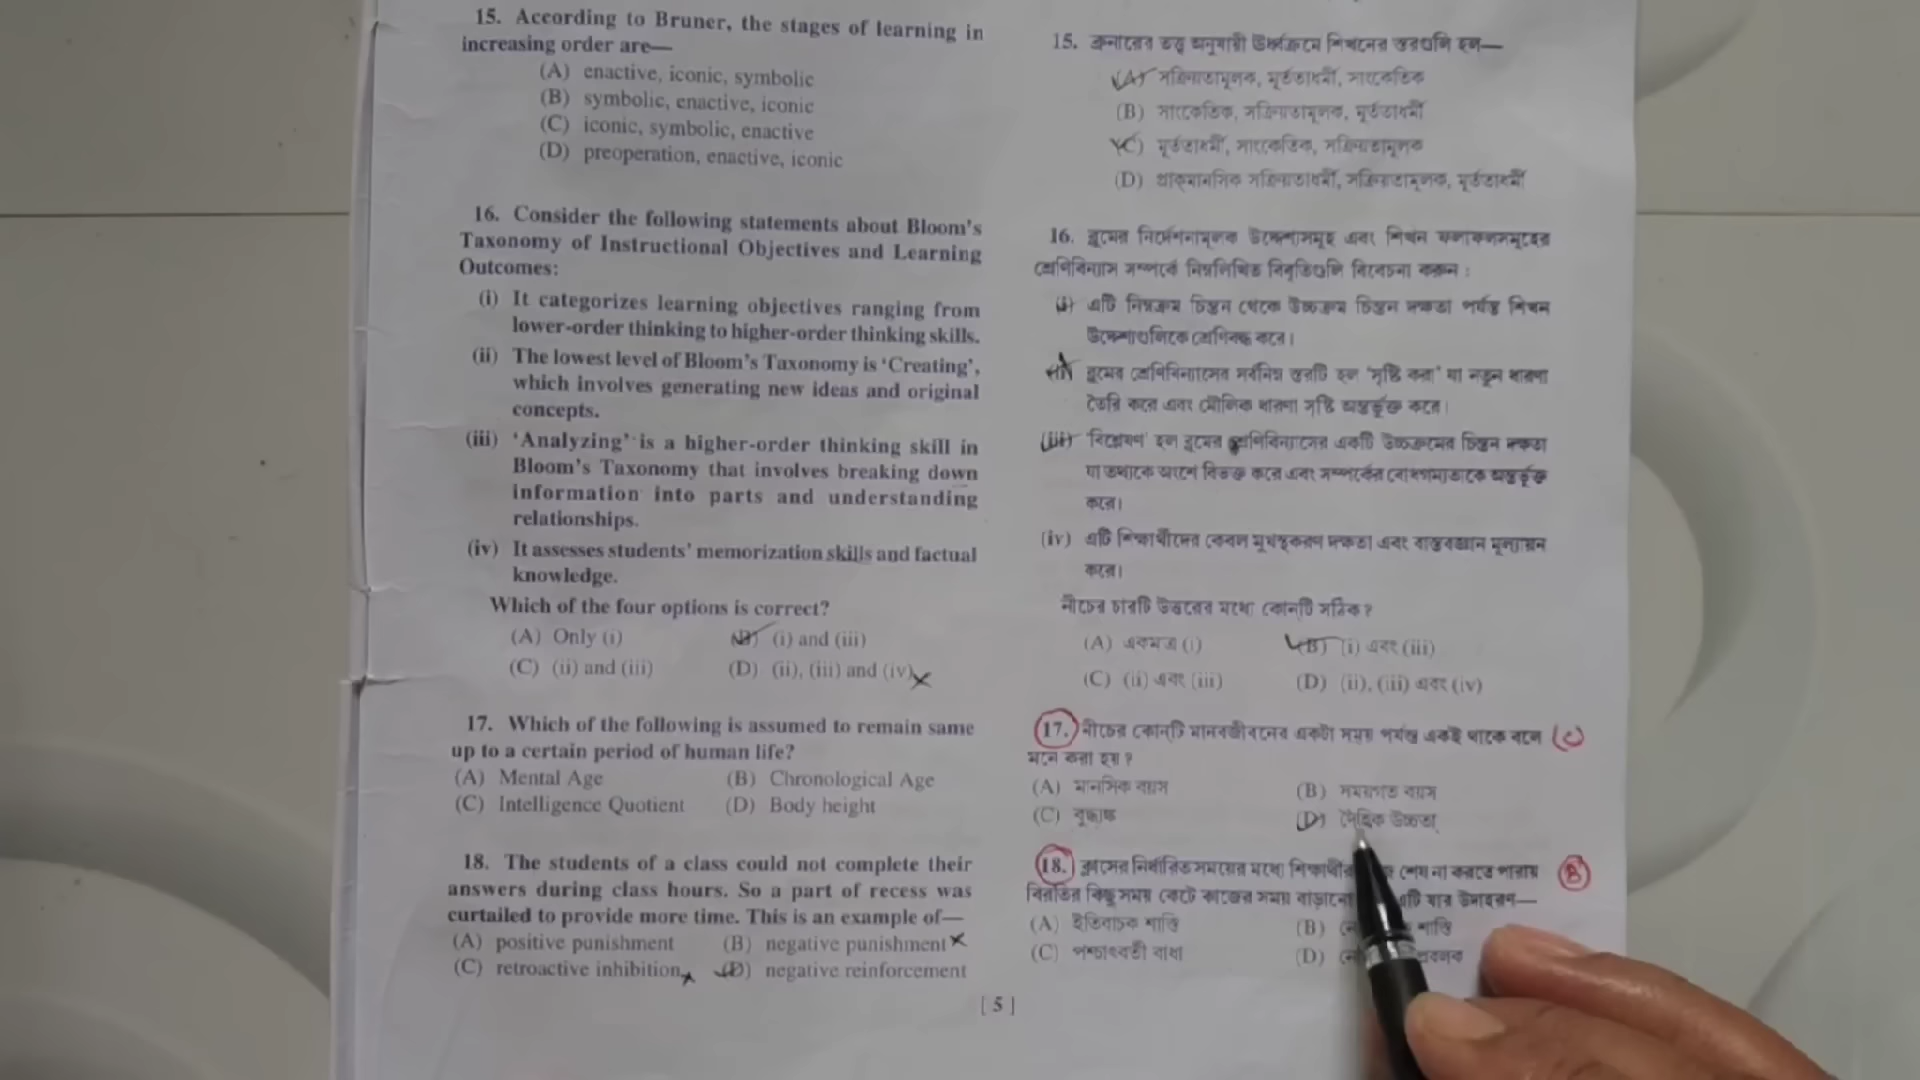 15. According to Bruner, the stages of learning in
increasing order are—
(A) enactive, iconic, symbolic
(B) symbolic, enactive, iconic
(C) iconic, symbolic, enactive
(D) preoperation, enactive, iconic
16. Consider the following statements about Bloom's
Taxonomy of Instructional Objectives and Learning
Outcomes:
(i) It categorizes learning objectives ranging from
lower-order thinking to higher-order thinking skills.
(ii) The lowest level of Bloom's Taxonomy is 'Creating',
which involves generating new ideas and original
concepts.
(iii) 'Analyzing' is a higher-order thinking skill in
Bloom's Taxonomy that involves breaking down
information into parts and understanding
relationships.
(iv) It assesses students' memorization skills and factual
knowledge.
Which of the four options is correct?
(A) Only (i) (B) (i) and (iii)
(C) (ii) and (iii) (D) (ii), (iii) and (iv)
17. Which of the following is assumed to remain same
up to a certain period of human life?
(A) Mental Age (B) Chronological Age
(C) Intelligence Quotient (D) Body height
18. The students of a class could not complete their
answers during class hours. So a part of recess was
curtailed to provide more time. This is an example of—
(A) positive punishment (B) negative punishment
(C) retroactive inhibition (D) negative reinforcement
15. ব্রুনারের তত্ত্ব অনুযায়ী উর্ধ্বক্রমে শিখনের স্তরগুলি হল—
(A) সক্রিয়তামূলক, মূর্ততাধর্মী, সাংকেতিক
(B) সাংকেতিক, সক্রিয়তামূলক, মূর্ততাধর্মী
(C) মূর্ততাধর্মী, সাংকেতিক, সক্রিয়তামূলক
(D) প্রাক্‌মানসিক সক্রিয়তাধর্মী, সক্রিয়তামূলক, মূর্ততাধর্মী
16. ব্লুমের নির্দেশনামূলক উদ্দেশ্যসমূহ এবং শিখন ফলাফলসমূহের
শ্রেণিবিন্যাস সম্পর্কে নিম্নলিখিত বিবৃতিগুলি বিবেচনা করুন :
(i) এটি নিম্নক্রম চিন্তন থেকে উচ্চক্রম চিন্তন দক্ষতা পর্যন্ত শিখন
উদ্দেশ্যগুলিকে শ্রেণিবদ্ধ করে।
(ii) ব্লুমের শ্রেণিবিন্যাসের সর্বনিম্ন স্তরটি হল 'সৃষ্টি করা' যা নতুন ধারণা
তৈরি করে এবং মৌলিক ধারণা সৃষ্টি অন্তর্ভুক্ত করে।
(iii) 'বিশ্লেষণ' হল ব্লুমের শ্রেণিবিন্যাসের একটি উচ্চক্রমের চিন্তন দক্ষতা
যা তথ্যকে অংশে বিভক্ত করে এবং সম্পর্কের বোধগম্যতাকে অন্তর্ভুক্ত
করে।
(iv) এটি শিক্ষার্থীদের কেবল মুখস্থকরণ দক্ষতা এবং বাস্তবজ্ঞান মূল্যায়ন
করে।
নীচের চারটি উত্তরের মধ্যে কোনটি সঠিক?
(A) একমাত্র (i) (B) (i) এবং (iii)
(C) (ii) এবং (iii) (D) (ii), (iii) এবং (iv)
17. নীচের কোন্‌টি মানবজীবনের একটা সময় পর্যন্ত একই থাকে বলে (C)
মনে করা হয়?
(A) মানসিক বয়স (B) সময়গত বয়স
(C) বুদ্ধ্যঙ্ক (D) দৈহিক উচ্চতা
18. ক্লাসের নির্ধারিত সময়ের মধ্যে শেষ না করতে পারায় B
বিরতির কিছু সময় কেটে কাজের সময় এটি যার উদাহরণ—
(A) ইতিবাচক শাস্তি (B) শাস্তি
(C) পশ্চাৎবর্তী বাধা (D)
[ 5 ]